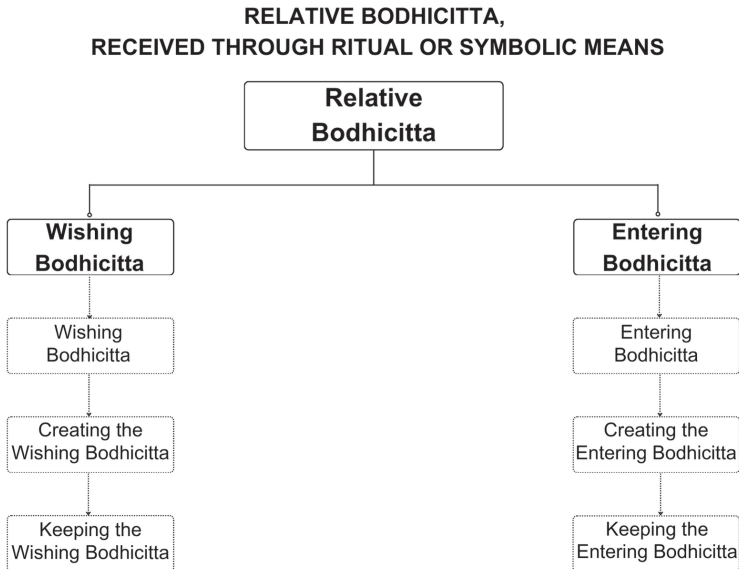 RELATIVE BODHICITTA,
RECEIVED THROUGH RITUAL OR SYMBOLIC MEANS
Relative
Bodhicitta
Wishing
Bodhicitta
Wishing
Bodhicitta
Creating the
Wishing Bodhicitta
Keeping the
Wishing Bodhicitta
Entering
Bodhicitta
Entering
Bodhicitta
Creating the
Entering Bodhicitta
Keeping the
Entering Bodhicitta